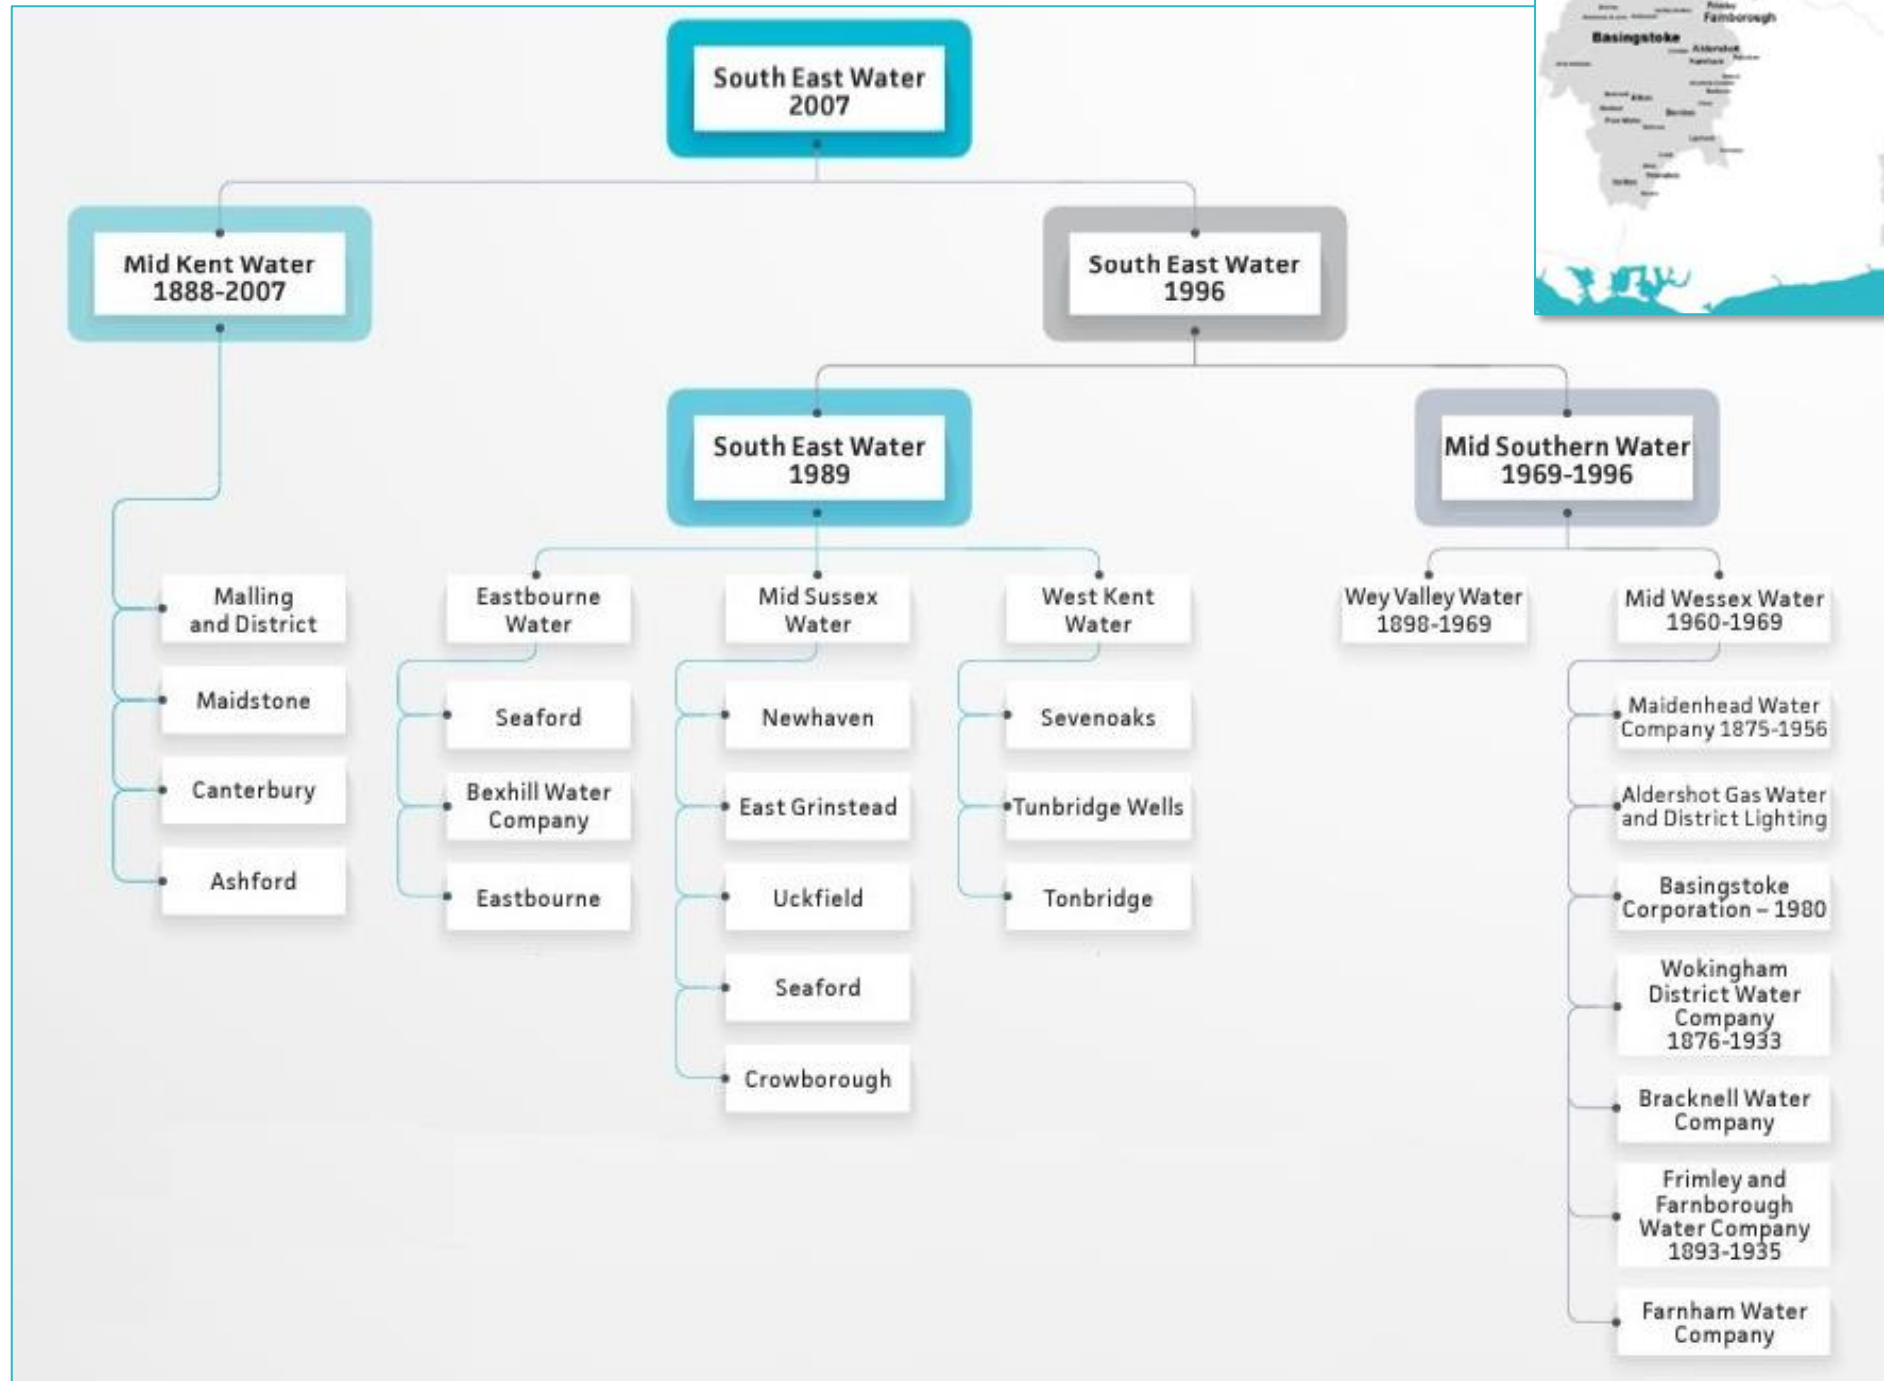 South East Water
2007
Farnborough
Basingstoke
Aldershot
Mid Kent Water
1888-2007
South East Water
1996
South East Water
1989
Mid Southern Water
1969-1996
Malling
and District
Maidstone
Canterbury
Ashford
Eastbourne
Water
Seaford
Bexhill Water
Company
Eastbourne
Mid Sussex
Water
Newhaven
East Grinstead
Uckfield
Seaford
Crowborough
West Kent
Water
Sevenoaks
Tunbridge Wells
Tonbridge
Wey Valley Water
1898-1969
Mid Wessex Water
1960-1969
Maidenhead Water
Company 1875-1956
Aldershot Gas Water
and District Lighting
Basingstoke
Corporation – 1980
Wokingham
District Water
Company
1876-1933
Bracknell Water
Company
Frimley and
Farnborough
Water Company
1893-1935
Farnham Water
Company